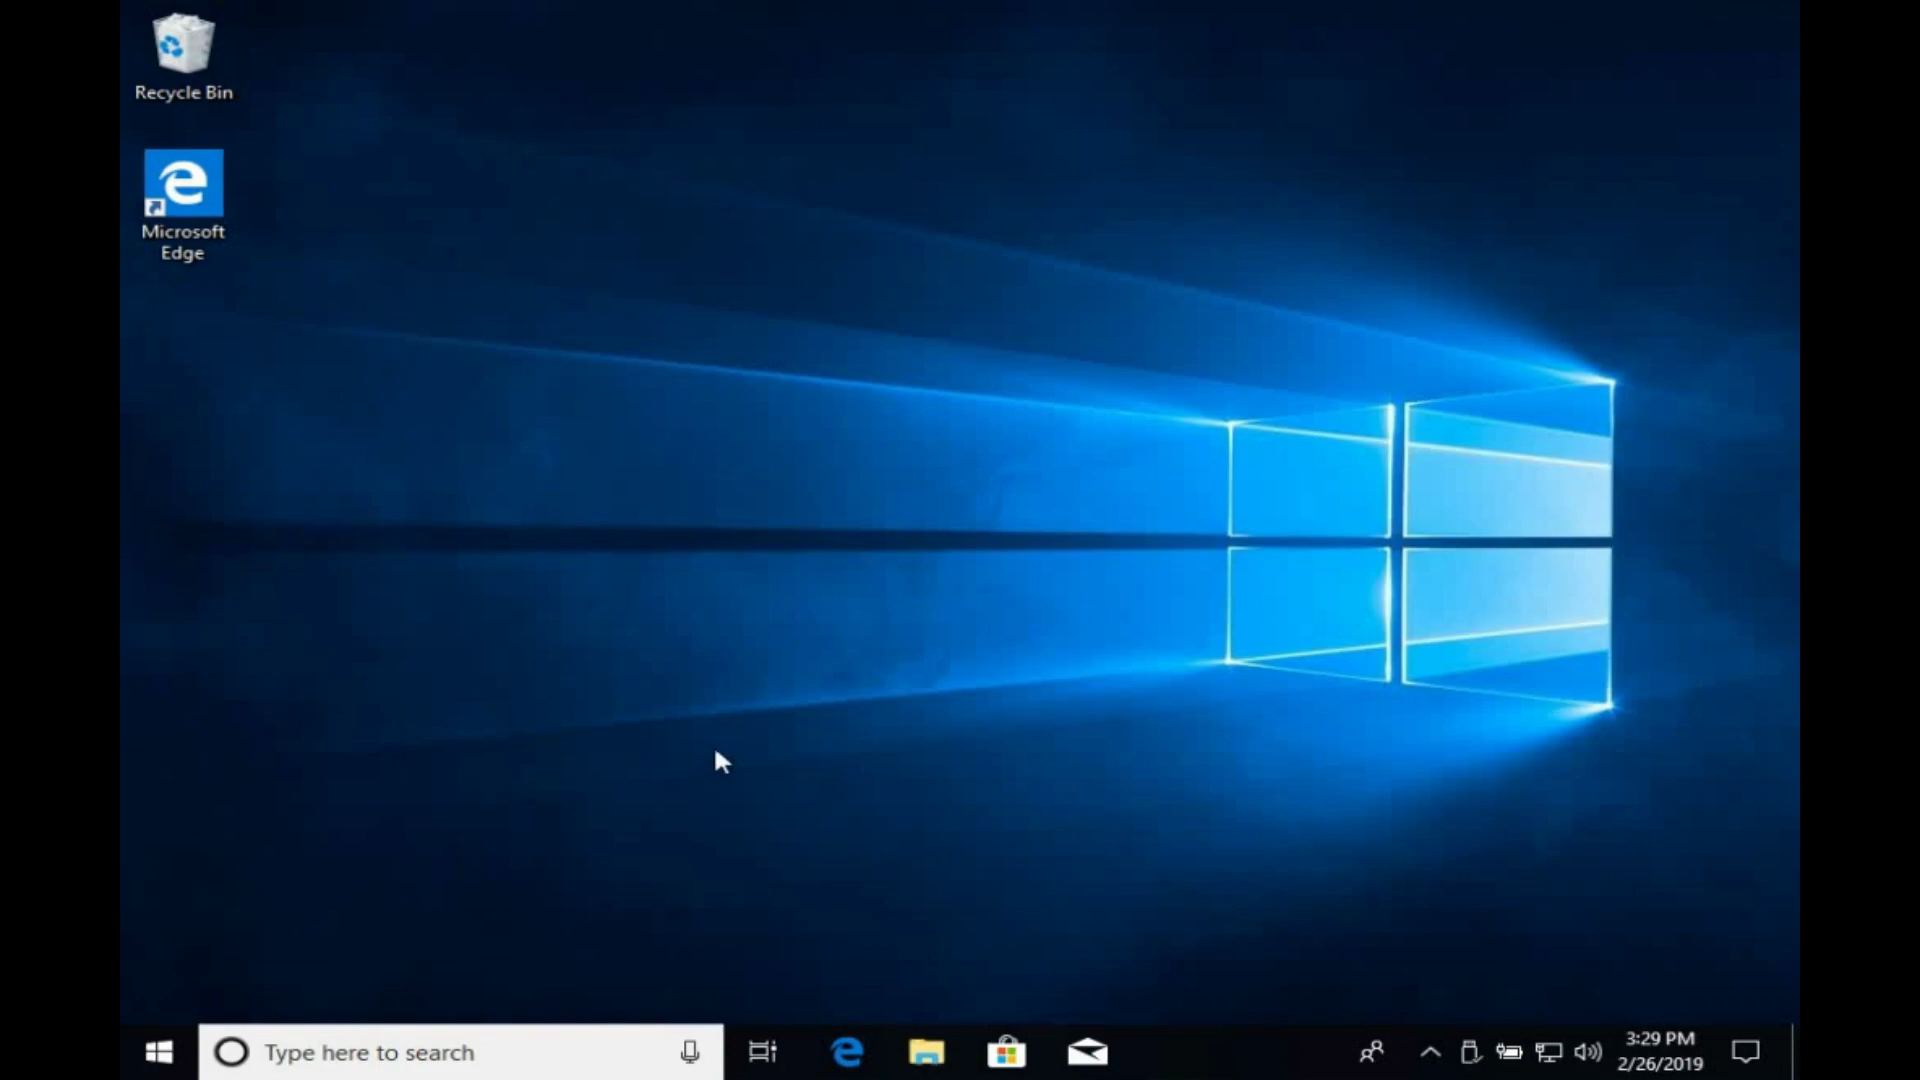 Recycle Bin
Microsoft
Edge
Type here to search
3:29 PM
2/26/2019